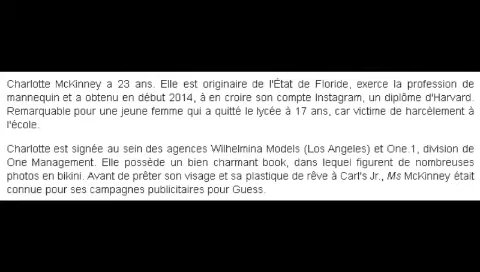 Charlotte McKinney a 23 ans. Elle est originaire de l'État de Floride, exerce la profession de
mannequin et a obtenu en début 2014, à en croire son compte Instagram, un diplôme d'Harvard.
Remarquable pour une jeune femme qui a quitté le lycée à 17 ans, car victime de harcèlement à
l'école.
Charlotte est signée au sein des agences Wilhelmina Models (Los Angeles) et One.1, division de
One Management. Elle possède un bien charmant book, dans lequel figurent de nombreuses
photos en bikini. Avant de prêter son visage et sa plastique de rêve à Carl's Jr., Ms McKinney était
connue pour ses campagnes publicitaires pour Guess.